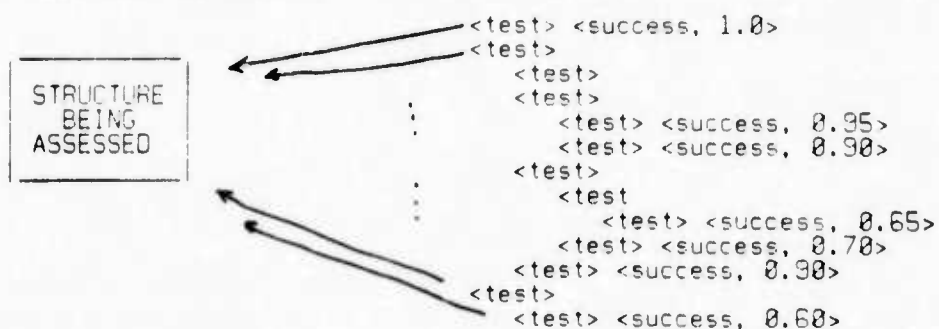 STRUCTURE
BEING
ASSESSED
<test> <success, 1.0>
<test>
<test>
<test>
<test> <success, 0.95>
<test> <success, 0.90>
<test>
<test
<test> <success, 0.65>
<test> <success, 0.70>
<test> <success, 0.90>
<test>
<test> <success, 0.60>